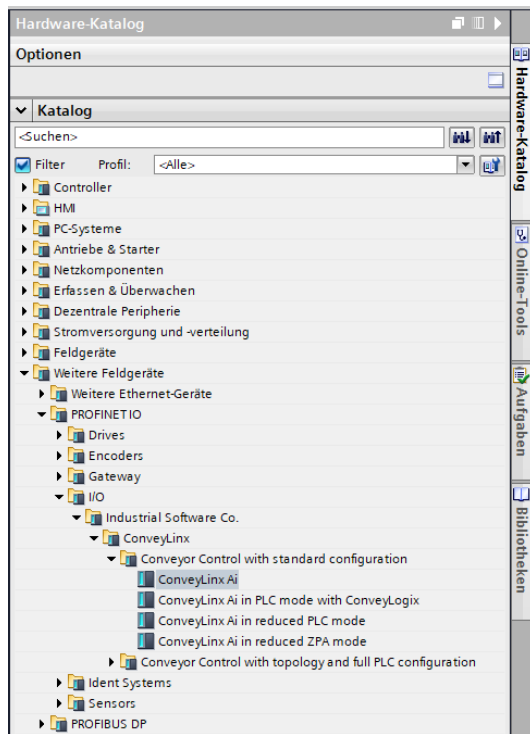 Hardware-Katalog
Optionen
Katalog
<Suchen>
Filter Profil: <Alle>
Controller
HMI
PC-Systeme
Antriebe & Starter
Netzkomponenten
Erfassen & Überwachen
Dezentrale Peripherie
Stromversorgung und -verteilung
Feldgeräte
Weitere Feldgeräte
Weitere Ethernet-Geräte
PROFINET IO
Drives
Encoders
Gateway
I/O
Industrial Software Co.
ConveyLinx
Conveyor Control with standard configuration
ConveyLinx Ai
ConveyLinx Ai in PLC mode with ConveyLogix
ConveyLinx Ai in reduced PLC mode
ConveyLinx Ai in reduced ZPA mode
Conveyor Control with topology and full PLC configuration
Ident Systems
Sensors
PROFIBUS DP
Hardware-Katalog
Online-Tools
Aufgaben
Bibliotheken